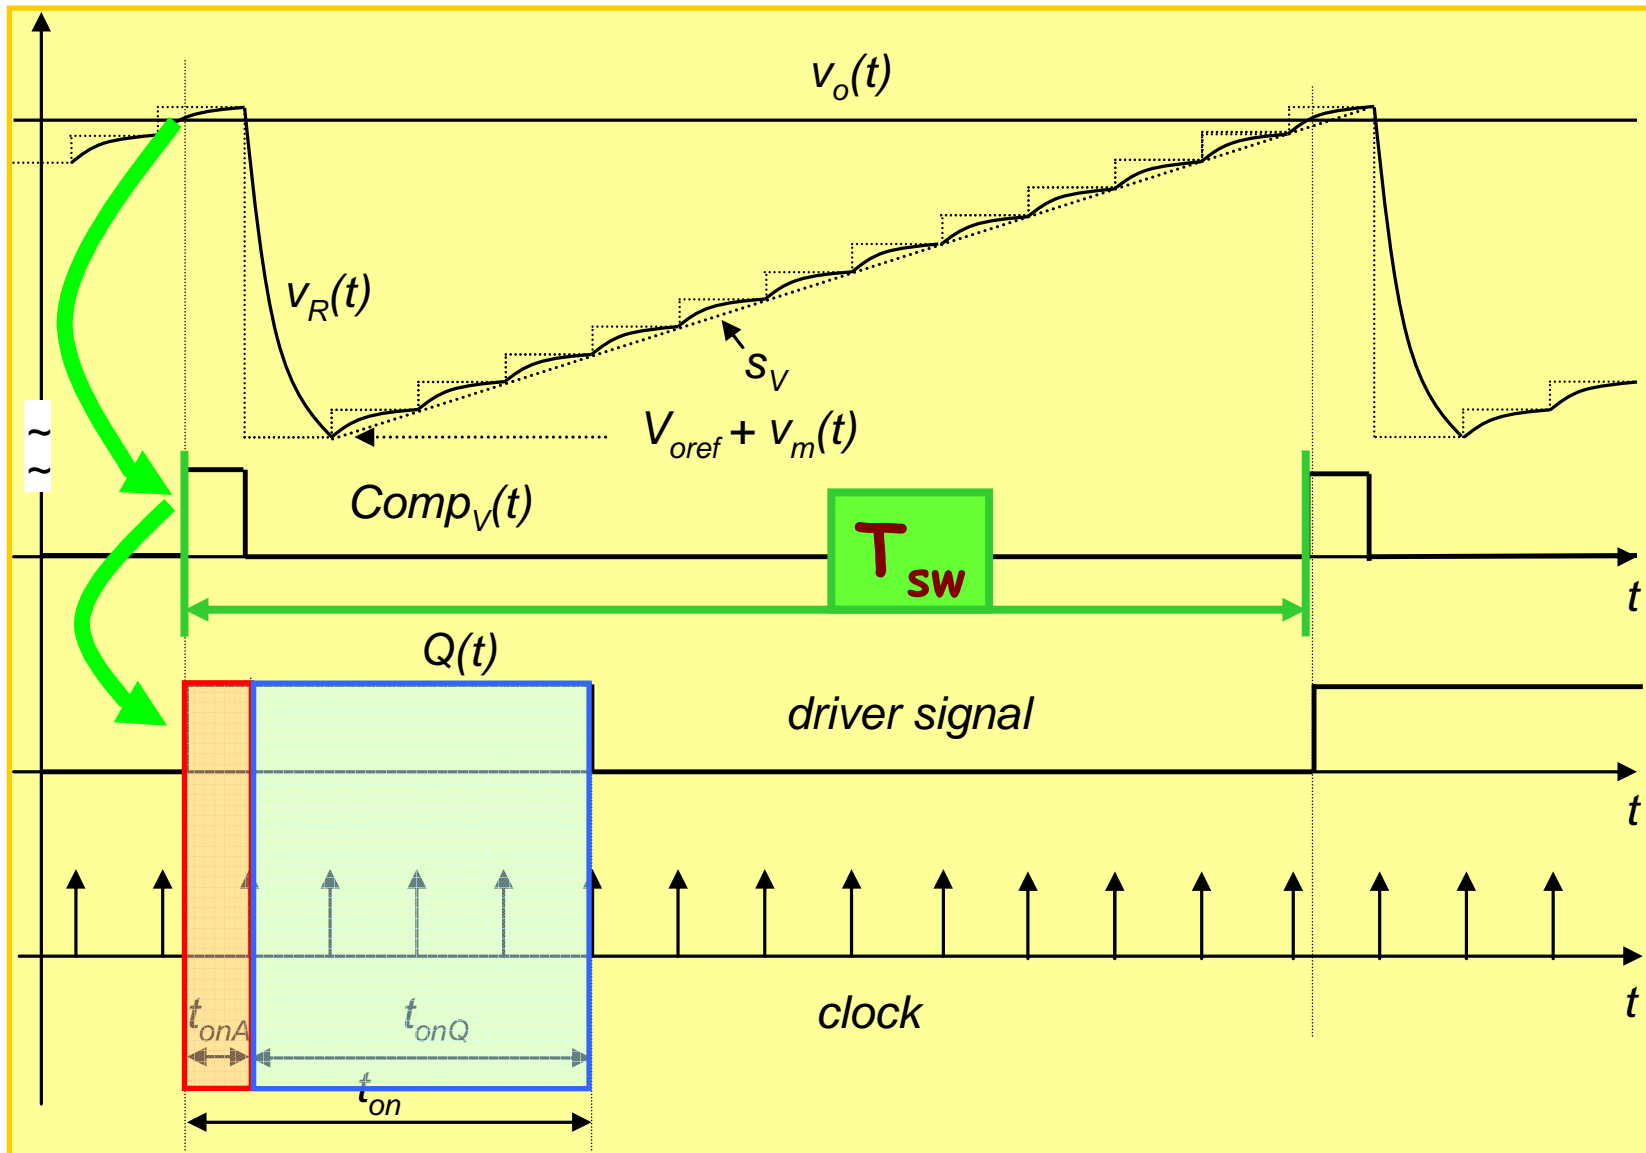 v_o(t)
v_R(t)
s_V
V_oref + v_m(t)
~
~
Comp_V(t)
T_sw
t
Q(t)
driver signal
t
t_onA
t_onQ
clock
t
t_on